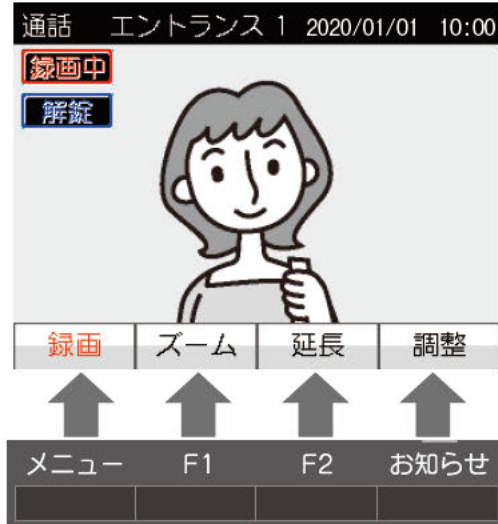 通話 エントランス 1 2020/01/01 10:00
録画中
解錠
録画 ズーム 延長 調整
メニュー F1 F2 お知らせ